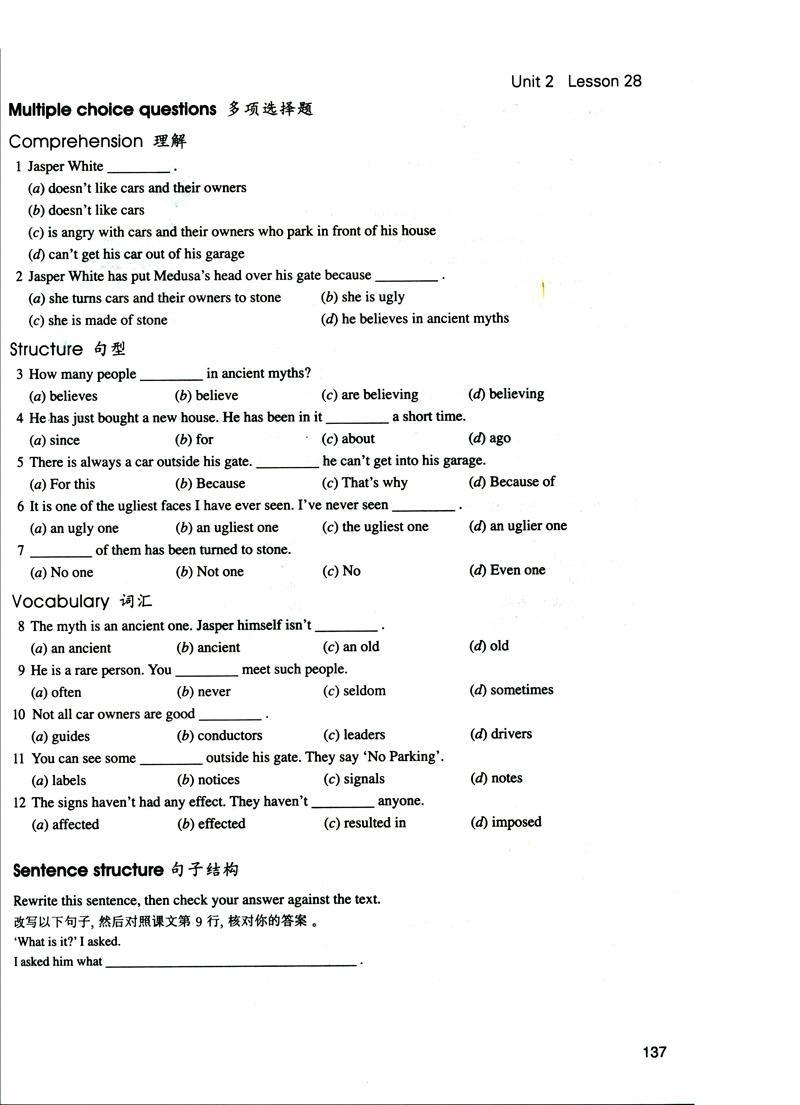 Unit 2 Lesson 28
Multiple choice questions 多项选择题
Comprehension 理解
1 Jasper White ________ .
(a) doesn't like cars and their owners
(b) doesn't like cars
(c) is angry with cars and their owners who park in front of his house
(d) can't get his car out of his garage
2 Jasper White has put Medusa's head over his gate because ________ .
(a) she turns cars and their owners to stone (b) she is ugly
(c) she is made of stone (d) he believes in ancient myths
Structure 句型
3 How many people ________ in ancient myths?
(a) believes (b) believe (c) are believing (d) believing
4 He has just bought a new house. He has been in it ________ a short time.
(a) since (b) for (c) about (d) ago
5 There is always a car outside his gate. ________ he can't get into his garage.
(a) For this (b) Because (c) That's why (d) Because of
6 It is one of the ugliest faces I have ever seen. I've never seen ________ .
(a) an ugly one (b) an ugliest one (c) the ugliest one (d) an uglier one
7 ________ of them has been turned to stone.
(a) No one (b) Not one (c) No (d) Even one
Vocabulary 词汇
8 The myth is an ancient one. Jasper himself isn't ________ .
(a) an ancient (b) ancient (c) an old (d) old
9 He is a rare person. You ________ meet such people.
(a) often (b) never (c) seldom (d) sometimes
10 Not all car owners are good ________ .
(a) guides (b) conductors (c) leaders (d) drivers
11 You can see some ________ outside his gate. They say 'No Parking'.
(a) labels (b) notices (c) signals (d) notes
12 The signs haven't had any effect. They haven't ________ anyone.
(a) affected (b) effected (c) resulted in (d) imposed
Sentence structure 句子结构
Rewrite this sentence, then check your answer against the text.
改写以下句子, 然后对照课文第 9 行, 核对你的答案 。
'What is it?' I asked.
I asked him what ________________________________ .
137